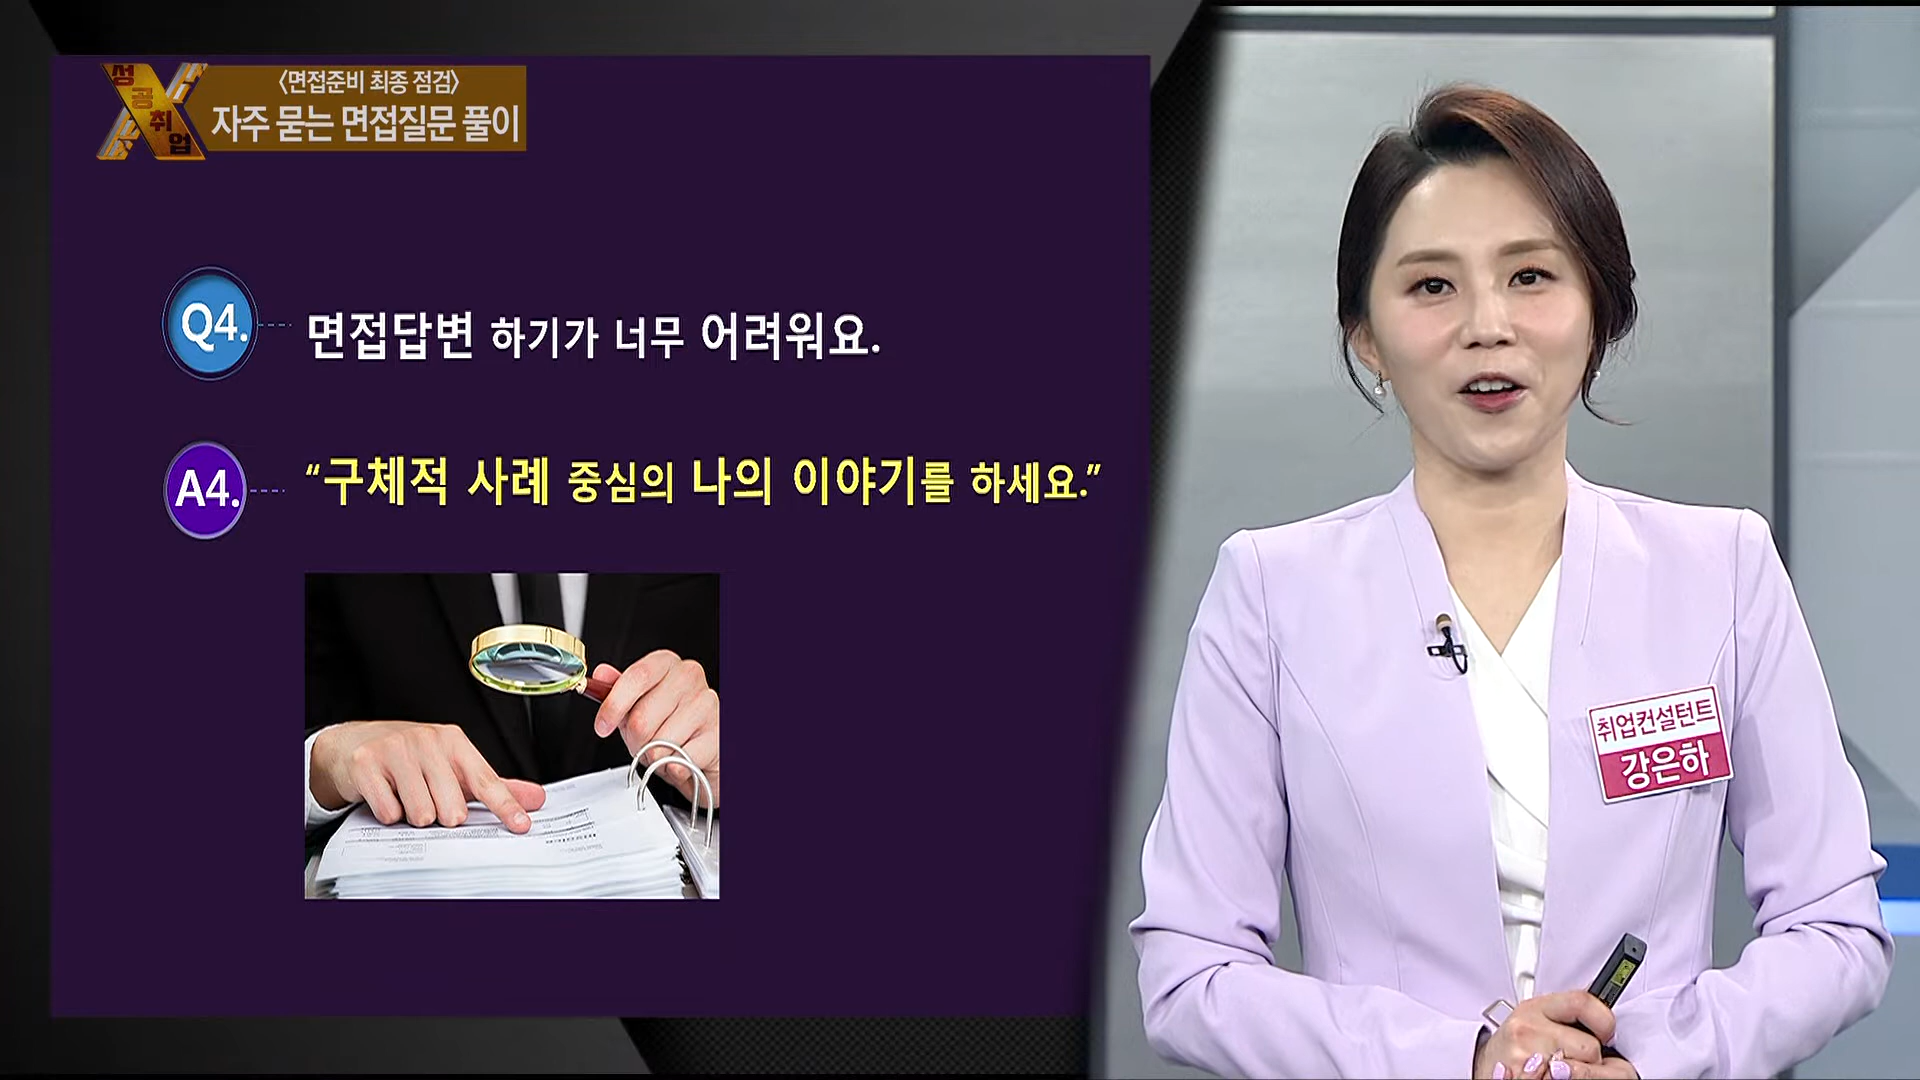 성공취업
〈면접준비 최종 점검〉
자주 묻는 면접질문 풀이
Q4. 면접답변 하기가 너무 어려워요.
A4. “구체적 사례 중심의 나의 이야기를 하세요.”
취업컨설턴트
강은하